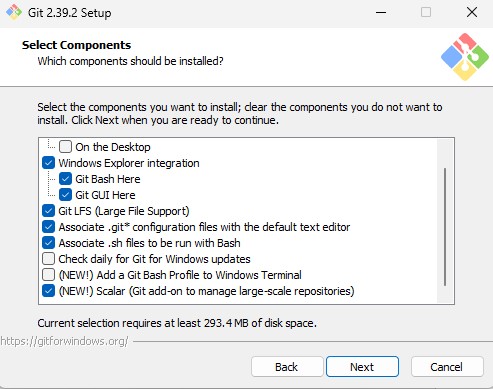 Git 2.39.2 Setup
Select Components
Which components should be installed?
Select the components you want to install; clear the components you do not want to
install. Click Next when you are ready to continue.
On the Desktop
Windows Explorer integration
Git Bash Here
Git GUI Here
Git LFS (Large File Support)
Associate .git* configuration files with the default text editor
Associate .sh files to be run with Bash
Check daily for Git for Windows updates
(NEW!) Add a Git Bash Profile to Windows Terminal
(NEW!) Scalar (Git add-on to manage large-scale repositories)
Current selection requires at least 293.4 MB of disk space.
https://gitforwindows.org/
Back Next Cancel